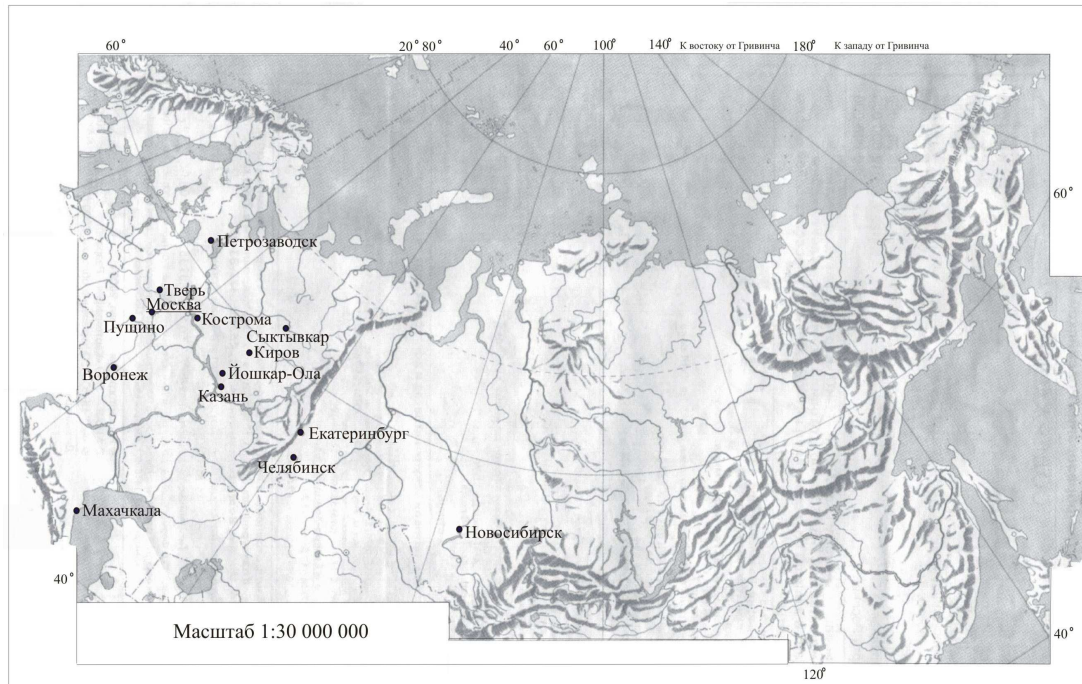 60° 20° 80° 40° 60° 100° 140° К востоку от Гривинча 180° К западу от Гривинча
60°
Петрозаводск
Тверь
Москва
Пущино
Кострома
Сыктывкар
Киров
Воронеж
Йошкар-Ола
Казань
Екатеринбург
Челябинск
Махачкала
Новосибирск
40°
Масштаб 1:30 000 000
40°
120°